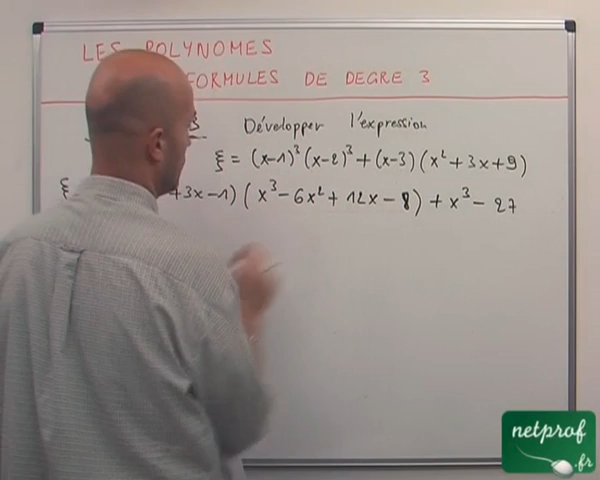 LES POLYNOMES
FORMULES DE DEGRE 3
Développer l'expression
ξ = (x-1)³(x-2)³+(x-3)(x²+3x+9)
ξ +3x-1)(x³-6x²+12x-8)+x³-27
netprof
.fr